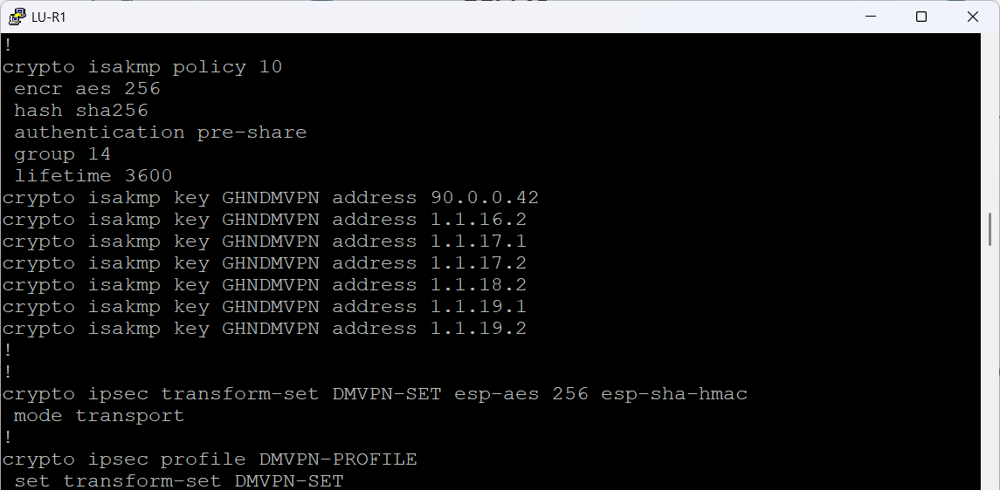 LU-R1
!
crypto isakmp policy 10
 encr aes 256
 hash sha256
 authentication pre-share
 group 14
 lifetime 3600
crypto isakmp key GHNDMVPN address 90.0.0.42
crypto isakmp key GHNDMVPN address 1.1.16.2
crypto isakmp key GHNDMVPN address 1.1.17.1
crypto isakmp key GHNDMVPN address 1.1.17.2
crypto isakmp key GHNDMVPN address 1.1.18.2
crypto isakmp key GHNDMVPN address 1.1.19.1
crypto isakmp key GHNDMVPN address 1.1.19.2
!
!
crypto ipsec transform-set DMVPN-SET esp-aes 256 esp-sha-hmac
 mode transport
!
crypto ipsec profile DMVPN-PROFILE
 set transform-set DMVPN-SET